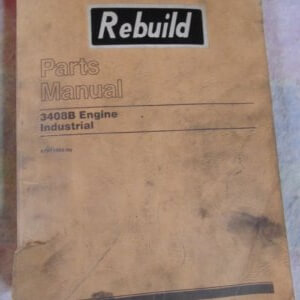 Rebuild
Parts
Manual
3408B Engine
Industrial